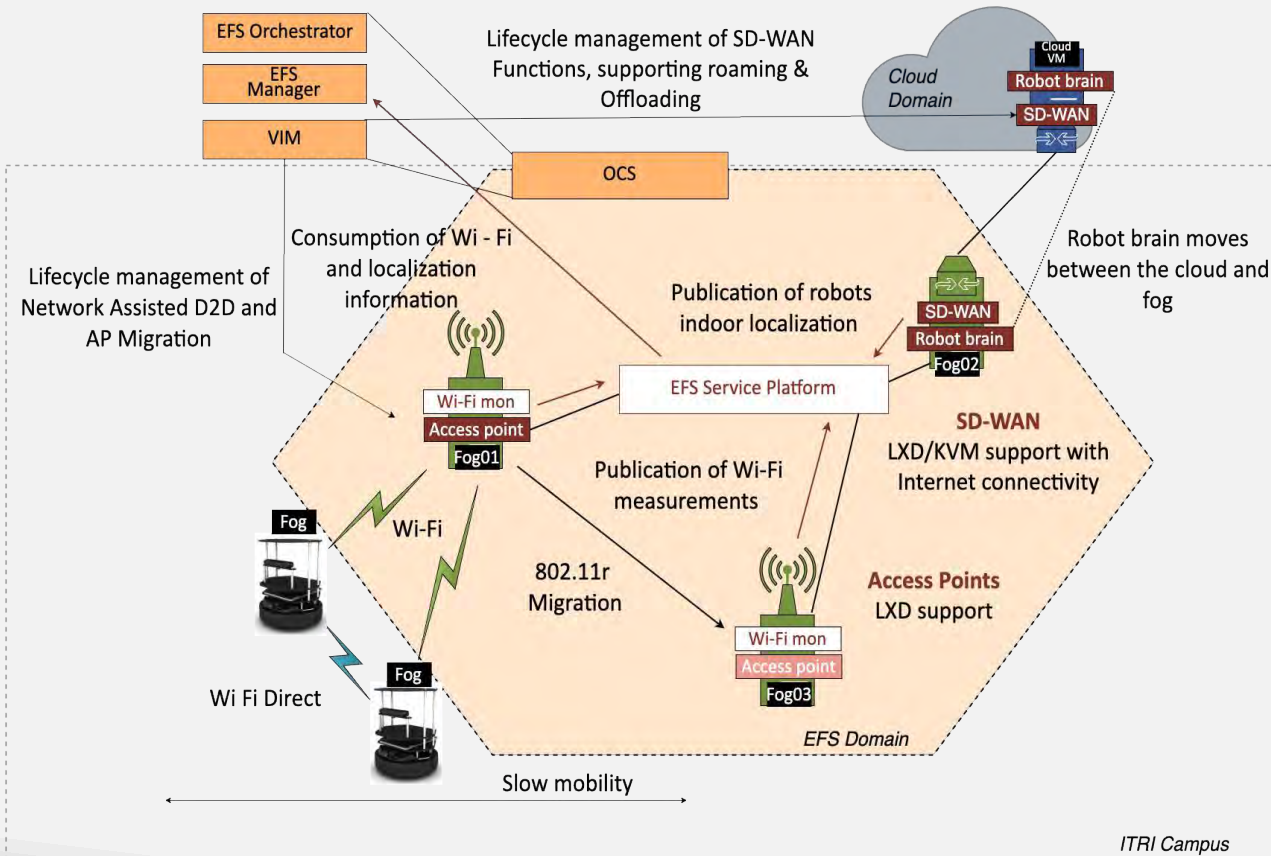 EFS Orchestrator
EFS
Manager
VIM
Lifecycle management of SD-WAN
Functions, supporting roaming &
Offloading
Cloud
Domain
Cloud
VM
Robot brain
SD-WAN
OCS
Consumption of Wi - Fi
and localization
information
Lifecycle management of
Network Assisted D2D and
AP Migration
Publication of robots
indoor localization
Robot brain moves
between the cloud and
fog
SD-WAN
Robot brain
Fog02
EFS Service Platform
Wi-Fi mon
Access point
Fog01
SD-WAN
LXD/KVM support with
Internet connectivity
Publication of Wi-Fi
measurements
Fog
Wi-Fi
802.11r
Migration
Access Points
LXD support
Wi-Fi mon
Access point
Fog03
Fog
Wi Fi Direct
EFS Domain
Slow mobility
ITRI Campus